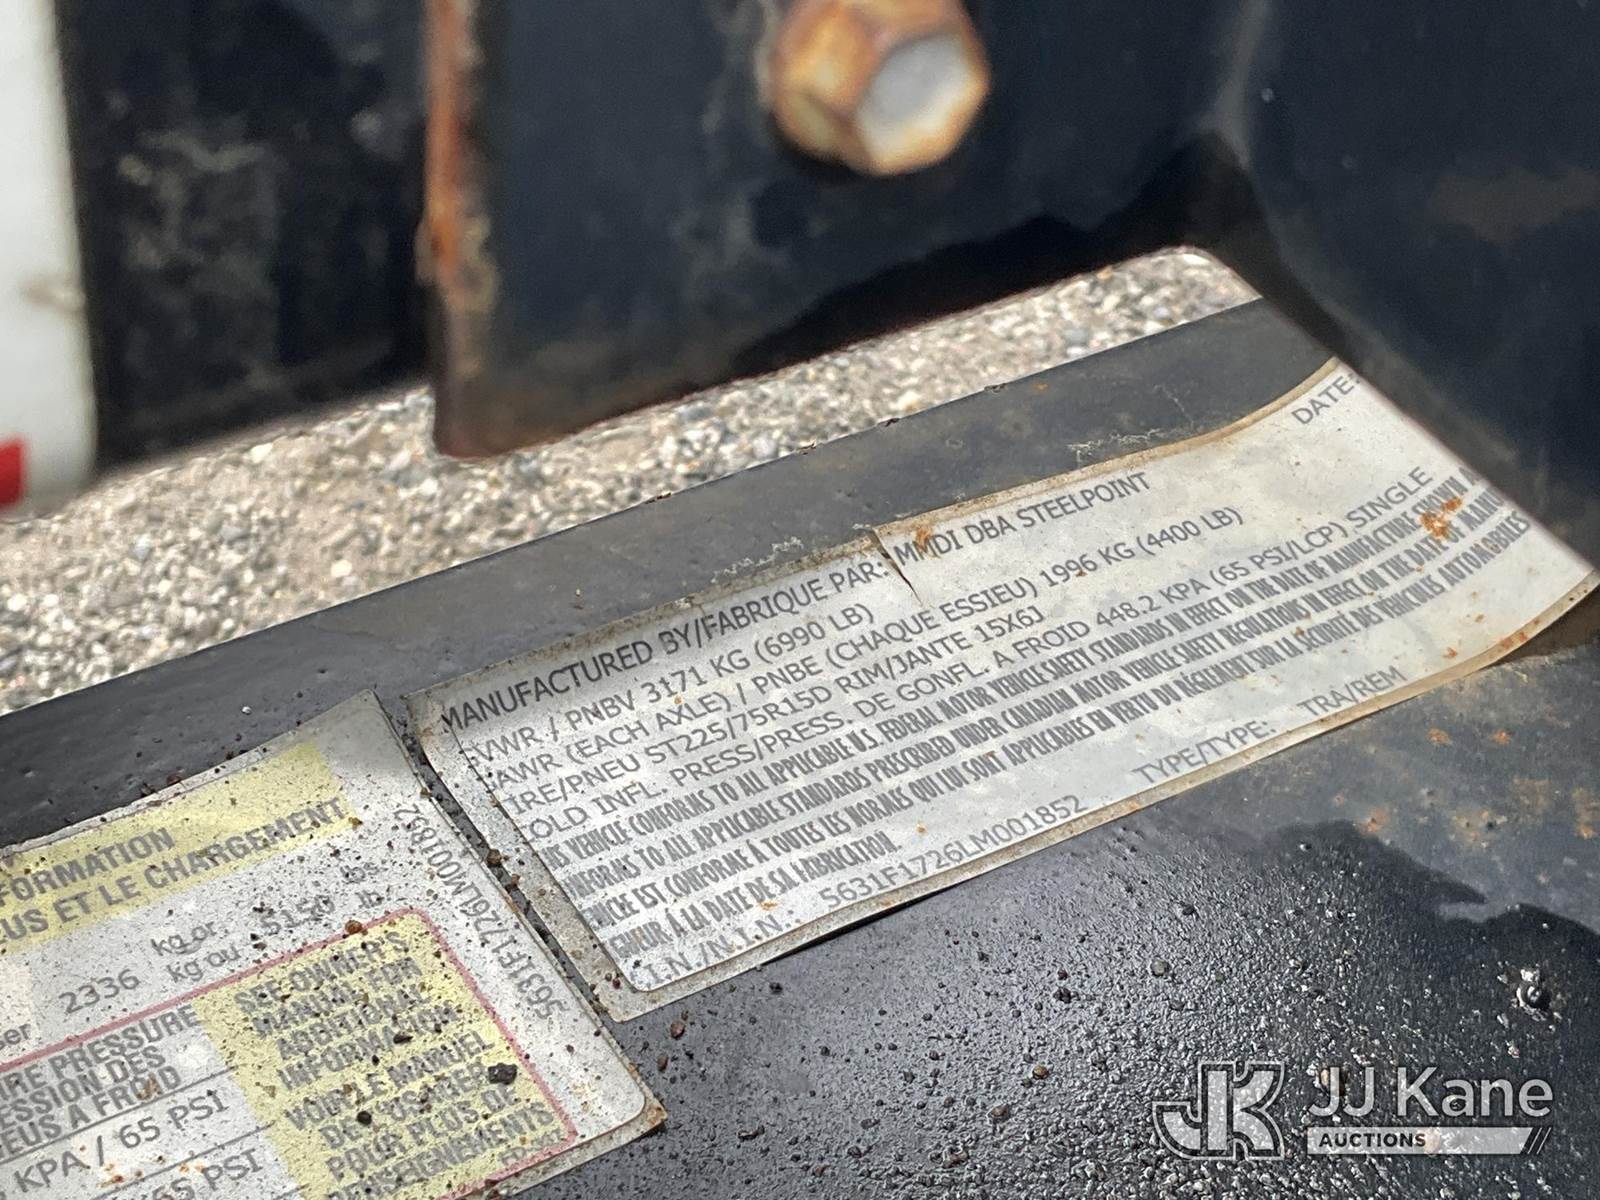 MANUFACTURED BY/FABRIQUE PAR: MMDI DBA STEELPOINT DATE:
GVWR / PNBV 3171 KG (6990 LB)
GAWR (EACH AXLE) / PNBE (CHAQUE ESSIEU) 1996 KG (4400 LB)
TIRE/PNEU ST225/75R15D RIM/JANTE 15X6J
COLD INFL. PRESS/PRESS. DE GONFL. A FROID 448.2 KPA (65 PSI/LCP) SINGLE
THIS VEHICLE CONFORMS TO ALL APPLICABLE U.S. FEDERAL MOTOR VEHICLE SAFETY STANDARDS IN EFFECT ON THE DATE OF MANUFACTURE SHOWN
CONFORMS TO ALL APPLICABLE STANDARDS PRESCRIBED UNDER CANADIAN MOTOR VEHICLE SAFETY REGULATIONS IN EFFECT ON THE DATE OF
VEHICULE EST CONFORME À TOUTES LES NORMES QUI LUI SONT APPLICABLES EN VERTU DU RÈGLEMENT SUR LA SÉCURITÉ DES VÉHICULES AUTOMOBILES
VIGUEUR À LA DATE DE SA FABRICATION.
V.I.N./N.I.V.: 5631F1726LM001852 TYPE/TYPE: TRA/REM
FORMATION
EUS ET LE CHARGEMENT
2336 kg or 5150 lbs
kg ou lb
5631F1726LM001852
IRE PRESSURE
ESSION DES
EUS A FROID
KPA / 65 PSI
65 PSI
SEE OWNER'S
MANUAL FOR
ADDITIONAL
INFORMATION
VOIR LE MANUEL
DE L'USAGER
POUR PLUS DE
RENSEIGNEMENTS
JK JJ Kane
AUCTIONS